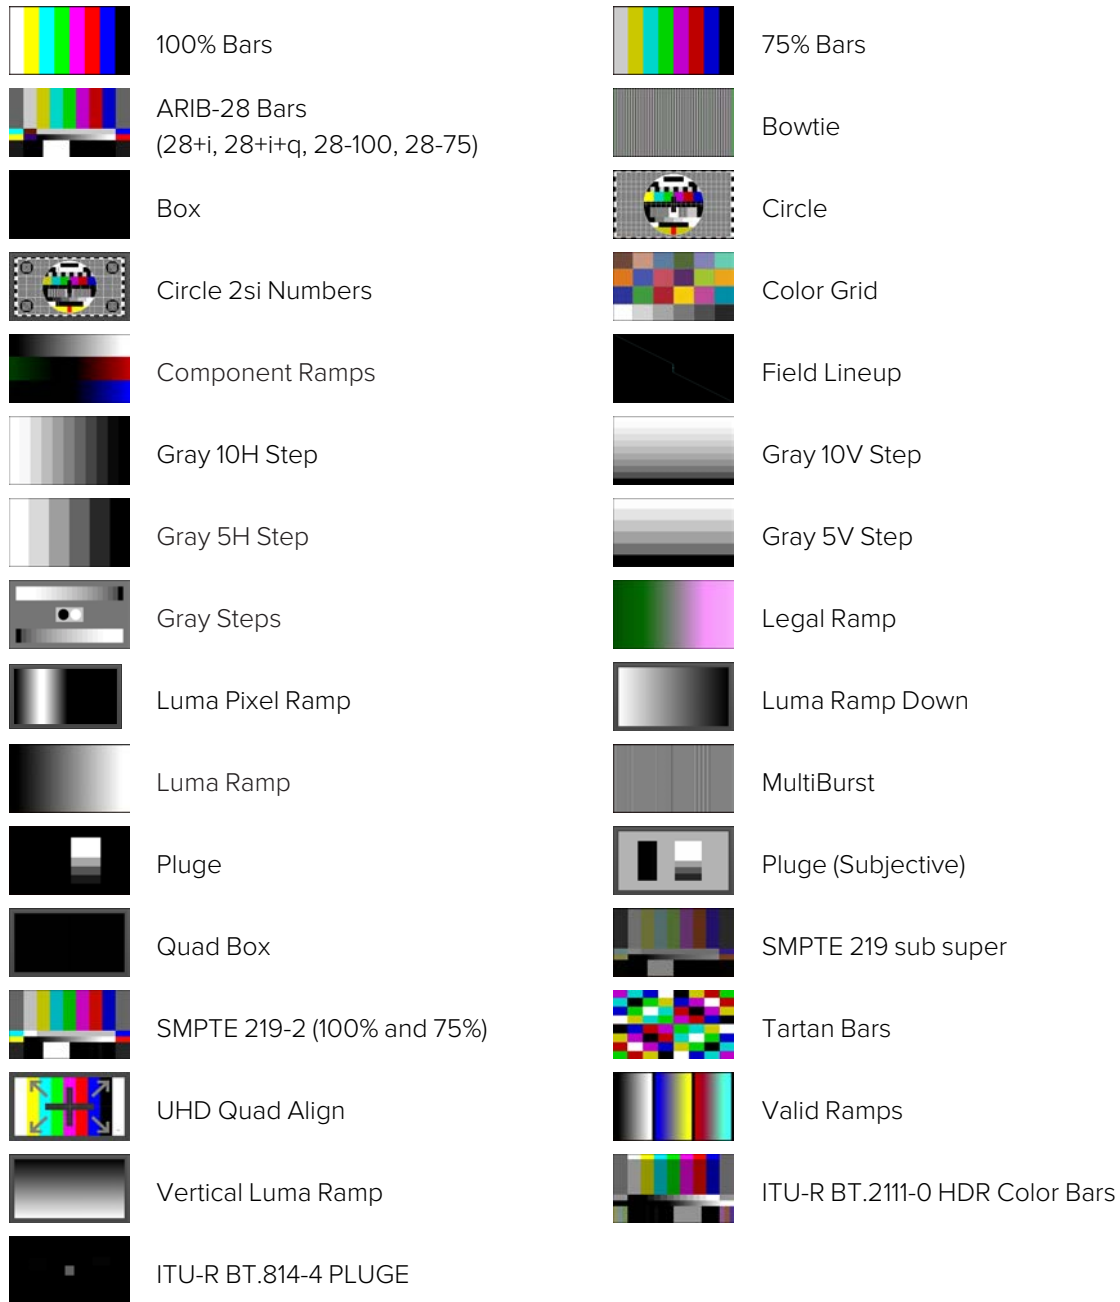 100% Bars
75% Bars
ARIB-28 Bars
(28+i, 28+i+q, 28-100, 28-75)
Bowtie
Box
Circle
Circle 2si Numbers
Color Grid
Component Ramps
Field Lineup
Gray 10H Step
Gray 10V Step
Gray 5H Step
Gray 5V Step
Gray Steps
Legal Ramp
Luma Pixel Ramp
Luma Ramp Down
Luma Ramp
MultiBurst
Pluge
Pluge (Subjective)
Quad Box
SMPTE 219 sub super
SMPTE 219-2 (100% and 75%)
Tartan Bars
UHD Quad Align
Valid Ramps
Vertical Luma Ramp
ITU-R BT.2111-0 HDR Color Bars
ITU-R BT.814-4 PLUGE